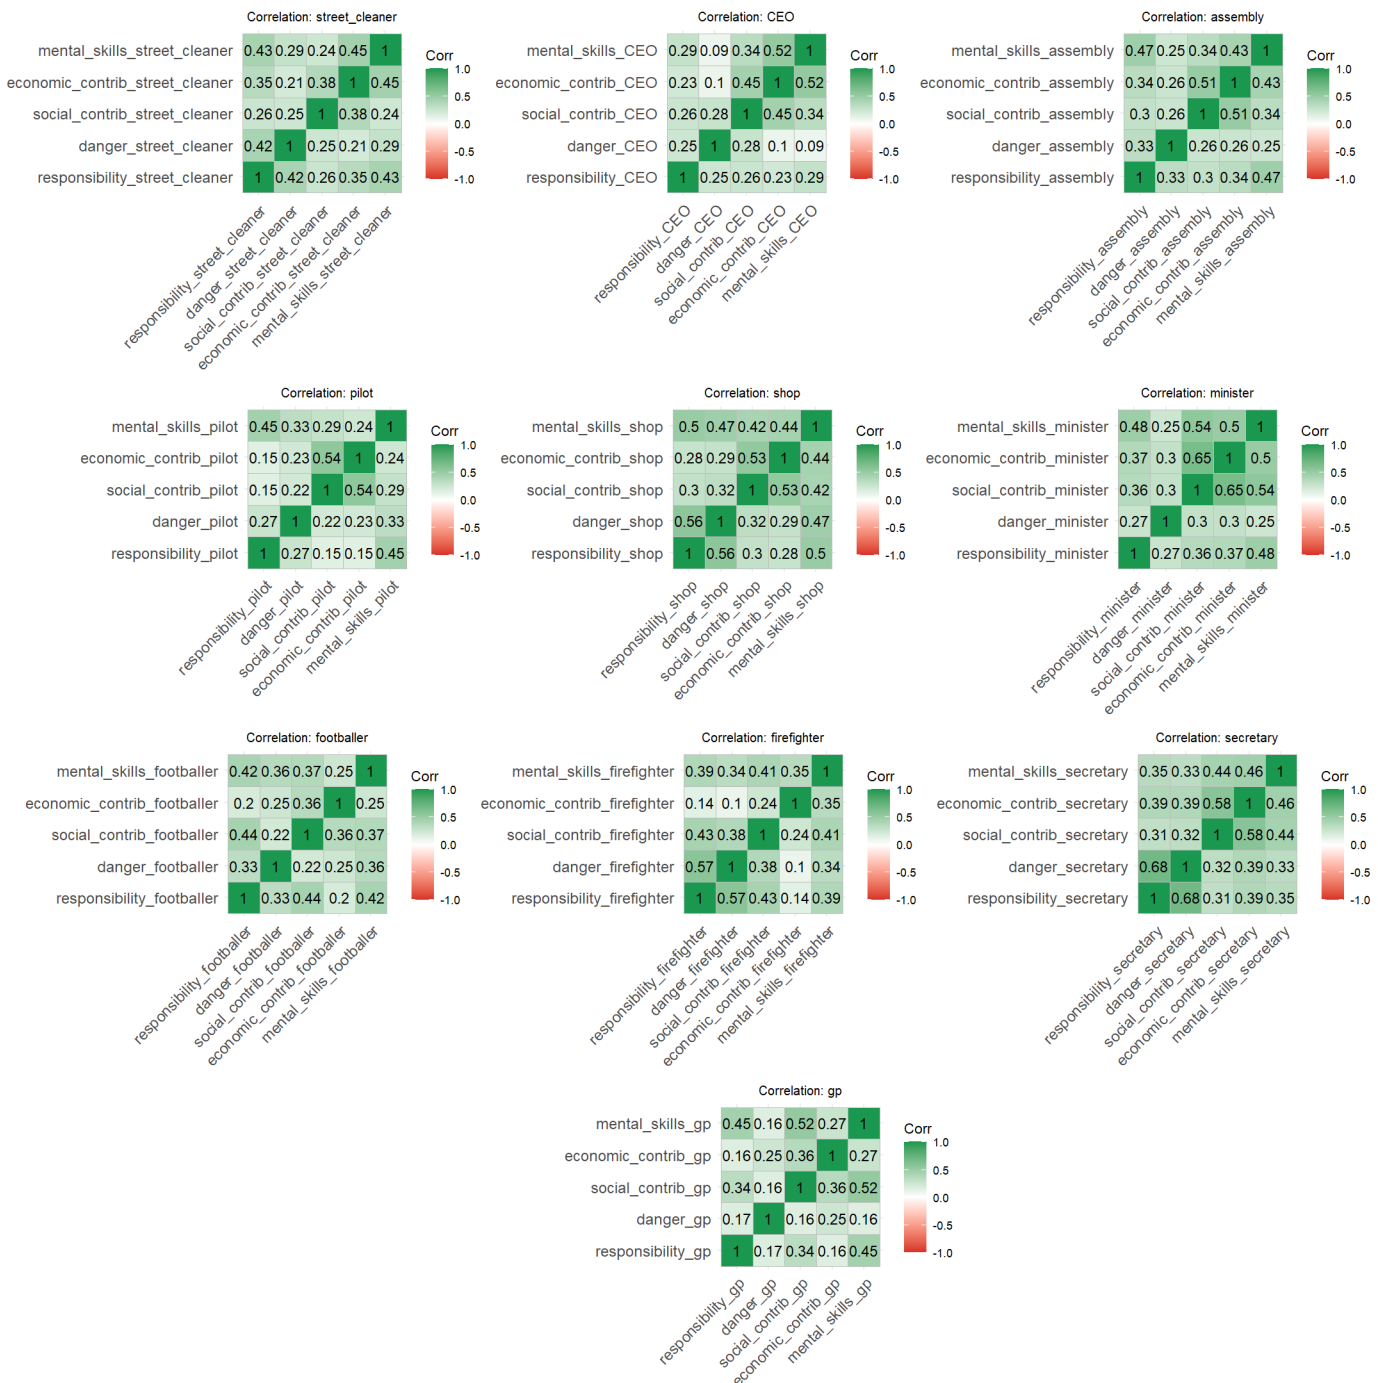 Correlation: street_cleaner
mental_skills_street_cleaner 0.43 0.29 0.24 0.45 1
economic_contrib_street_cleaner 0.35 0.21 0.38 1 0.45
social_contrib_street_cleaner 0.26 0.25 1 0.38 0.24
danger_street_cleaner 0.42 1 0.25 0.21 0.29
responsibility_street_cleaner 1 0.42 0.26 0.35 0.43
responsibility_street_cleaner
danger_street_cleaner
social_contrib_street_cleaner
economic_contrib_street_cleaner
mental_skills_street_cleaner
Corr
1.0
0.5
0.0
-0.5
-1.0
Correlation: CEO
mental_skills_CEO 0.29 0.09 0.34 0.52 1
economic_contrib_CEO 0.23 0.1 0.45 1 0.52
social_contrib_CEO 0.26 0.28 1 0.45 0.34
danger_CEO 0.25 1 0.28 0.1 0.09
responsibility_CEO 1 0.25 0.26 0.23 0.29
responsibility_CEO
danger_CEO
social_contrib_CEO
economic_contrib_CEO
mental_skills_CEO
Corr
1.0
0.5
0.0
-0.5
-1.0
Correlation: assembly
mental_skills_assembly 0.47 0.25 0.34 0.43 1
economic_contrib_assembly 0.34 0.26 0.51 1 0.43
social_contrib_assembly 0.3 0.26 1 0.51 0.34
danger_assembly 0.33 1 0.26 0.26 0.25
responsibility_assembly 1 0.33 0.3 0.34 0.47
responsibility_assembly
danger_assembly
social_contrib_assembly
economic_contrib_assembly
mental_skills_assembly
Corr
1.0
0.5
0.0
-0.5
-1.0
Correlation: pilot
mental_skills_pilot 0.45 0.33 0.29 0.24 1
economic_contrib_pilot 0.15 0.23 0.54 1 0.24
social_contrib_pilot 0.15 0.22 1 0.54 0.29
danger_pilot 0.27 1 0.22 0.23 0.33
responsibility_pilot 1 0.27 0.15 0.15 0.45
responsibility_pilot
danger_pilot
social_contrib_pilot
economic_contrib_pilot
mental_skills_pilot
Corr
1.0
0.5
0.0
-0.5
-1.0
Correlation: shop
mental_skills_shop 0.5 0.47 0.42 0.44 1
economic_contrib_shop 0.28 0.29 0.53 1 0.44
social_contrib_shop 0.3 0.32 1 0.53 0.42
danger_shop 0.56 1 0.32 0.29 0.47
responsibility_shop 1 0.56 0.3 0.28 0.5
responsibility_shop
danger_shop
social_contrib_shop
economic_contrib_shop
mental_skills_shop
Corr
1.0
0.5
0.0
-0.5
-1.0
Correlation: minister
mental_skills_minister 0.48 0.25 0.54 0.5 1
economic_contrib_minister 0.37 0.3 0.65 1 0.5
social_contrib_minister 0.36 0.3 1 0.65 0.54
danger_minister 0.27 1 0.3 0.3 0.25
responsibility_minister 1 0.27 0.36 0.37 0.48
responsibility_minister
danger_minister
social_contrib_minister
economic_contrib_minister
mental_skills_minister
Corr
1.0
0.5
0.0
-0.5
-1.0
Correlation: footballer
mental_skills_footballer 0.42 0.36 0.37 0.25 1
economic_contrib_footballer 0.2 0.25 0.36 1 0.25
social_contrib_footballer 0.44 0.22 1 0.36 0.37
danger_footballer 0.33 1 0.22 0.25 0.36
responsibility_footballer 1 0.33 0.44 0.2 0.42
responsibility_footballer
danger_footballer
social_contrib_footballer
economic_contrib_footballer
mental_skills_footballer
Corr
1.0
0.5
0.0
-0.5
-1.0
Correlation: firefighter
mental_skills_firefighter 0.39 0.34 0.41 0.35 1
economic_contrib_firefighter 0.14 0.1 0.24 1 0.35
social_contrib_firefighter 0.43 0.38 1 0.24 0.41
danger_firefighter 0.57 1 0.38 0.1 0.34
responsibility_firefighter 1 0.57 0.43 0.14 0.39
responsibility_firefighter
danger_firefighter
social_contrib_firefighter
economic_contrib_firefighter
mental_skills_firefighter
Corr
1.0
0.5
0.0
-0.5
-1.0
Correlation: secretary
mental_skills_secretary 0.35 0.33 0.44 0.46 1
economic_contrib_secretary 0.39 0.39 0.58 1 0.46
social_contrib_secretary 0.31 0.32 1 0.58 0.44
danger_secretary 0.68 1 0.32 0.39 0.33
responsibility_secretary 1 0.68 0.31 0.39 0.35
responsibility_secretary
danger_secretary
social_contrib_secretary
economic_contrib_secretary
mental_skills_secretary
Corr
1.0
0.5
0.0
-0.5
-1.0
Correlation: gp
mental_skills_gp 0.45 0.16 0.52 0.27 1
economic_contrib_gp 0.16 0.25 0.36 1 0.27
social_contrib_gp 0.34 0.16 1 0.36 0.52
danger_gp 0.17 1 0.16 0.25 0.16
responsibility_gp 1 0.17 0.34 0.16 0.45
responsibility_gp
danger_gp
social_contrib_gp
economic_contrib_gp
mental_skills_gp
Corr
1.0
0.5
0.0
-0.5
-1.0